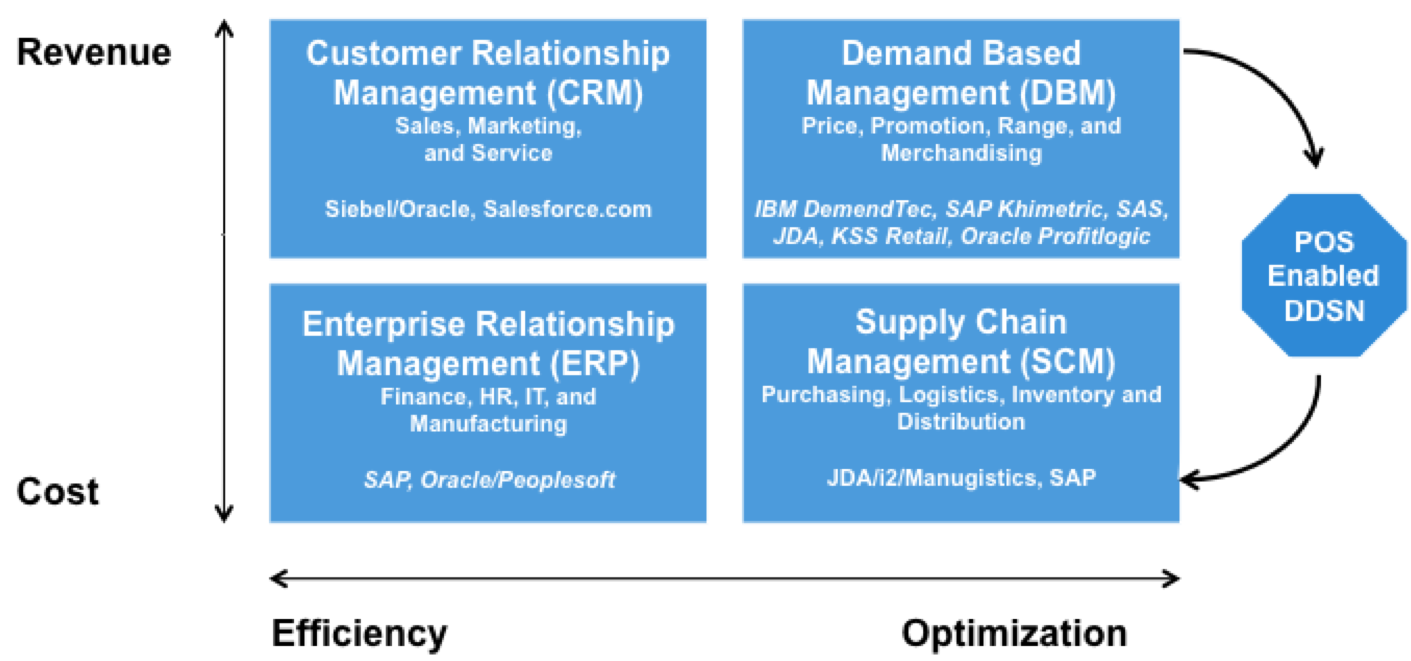 Revenue
Customer Relationship
Management (CRM)
Sales, Marketing,
and Service
Siebel/Oracle, Salesforce.com
Demand Based
Management (DBM)
Price, Promotion, Range, and
Merchandising
IBM DemendTec, SAP Khimetric, SAS,
JDA, KSS Retail, Oracle Profitlogic
POS
Enabled
DDSN
Enterprise Relationship
Management (ERP)
Finance, HR, IT, and
Manufacturing
SAP, Oracle/Peoplesoft
Supply Chain
Management (SCM)
Purchasing, Logistics, Inventory and
Distribution
JDA/i2/Manugistics, SAP
Cost
Efficiency
Optimization